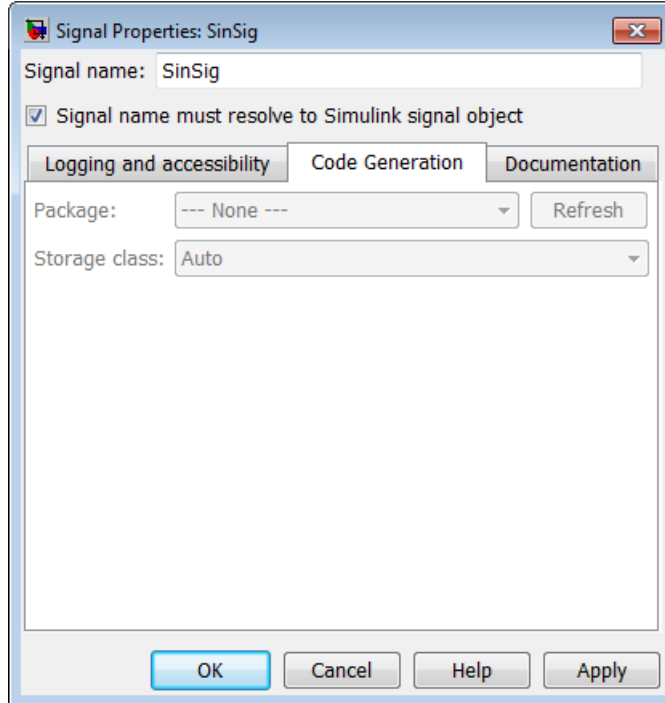 Signal Properties: SinSig
Signal name: SinSig
Signal name must resolve to Simulink signal object
Logging and accessibility Code Generation Documentation
Package: --- None --- Refresh
Storage class: Auto
OK Cancel Help Apply